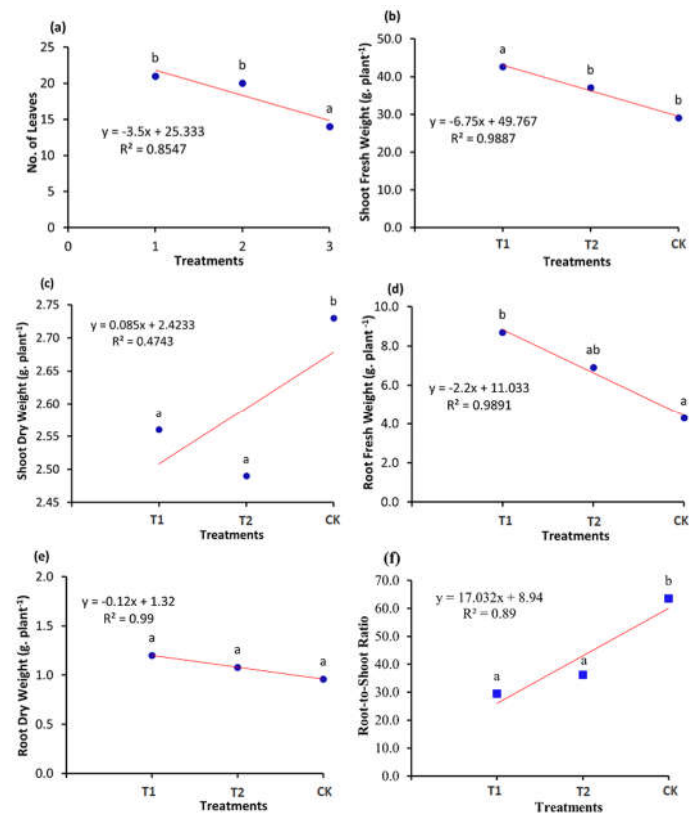 (a)
No. of Leaves
25
20
15
10
5
0
b
b
a
y = -3.5x + 25.333
R² = 0.8547
0
1
2
3
Treatments
(b)
Shoot Fresh Weight (g. plant⁻¹)
50.0
40.0
30.0
20.0
10.0
0.0
a
b
b
y = -6.75x + 49.767
R² = 0.9887
T1
T2
CK
Treatments
(c)
Shoot Dry Weight (g. plant⁻¹)
2.75
2.70
2.65
2.60
2.55
2.50
2.45
b
y = 0.085x + 2.4233
R² = 0.4743
a
a
T1
T2
CK
Treatments
(d)
Root Fresh Weight (g. plant⁻¹)
10.0
8.0
6.0
4.0
2.0
0.0
b
ab
a
y = -2.2x + 11.033
R² = 0.9891
T1
T2
CK
Treatments
(e)
Root Dry Weight (g. plant⁻¹)
2.0
1.5
1.0
0.5
0.0
y = -0.12x + 1.32
R² = 0.99
a
a
a
T1
T2
CK
Treatments
(f)
Root-to-Shoot Ratio
70.0
60.0
50.0
40.0
30.0
20.0
10.0
0.0
b
y = 17.032x + 8.94
R² = 0.89
a
a
T1
T2
CK
Treatments